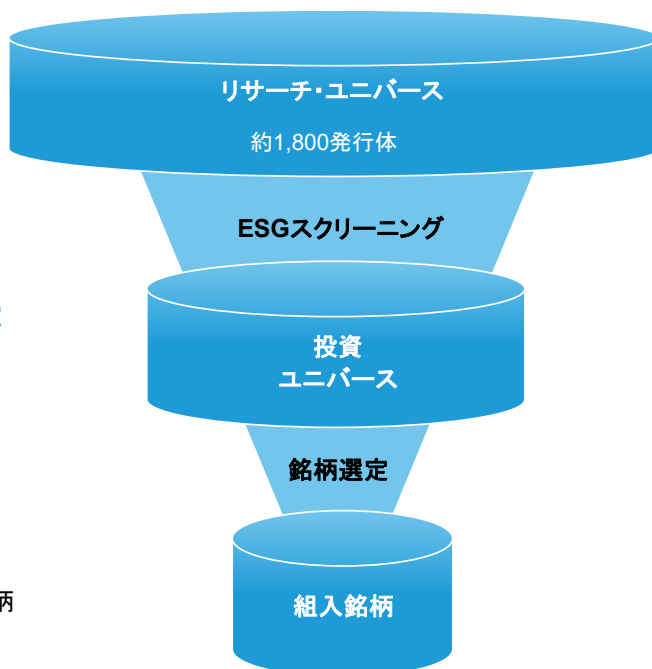 リサーチ・ユニバース
約1,800発行体
ESGスクリーニング
投資
ユニバース
銘柄選定
柄
組入銘柄